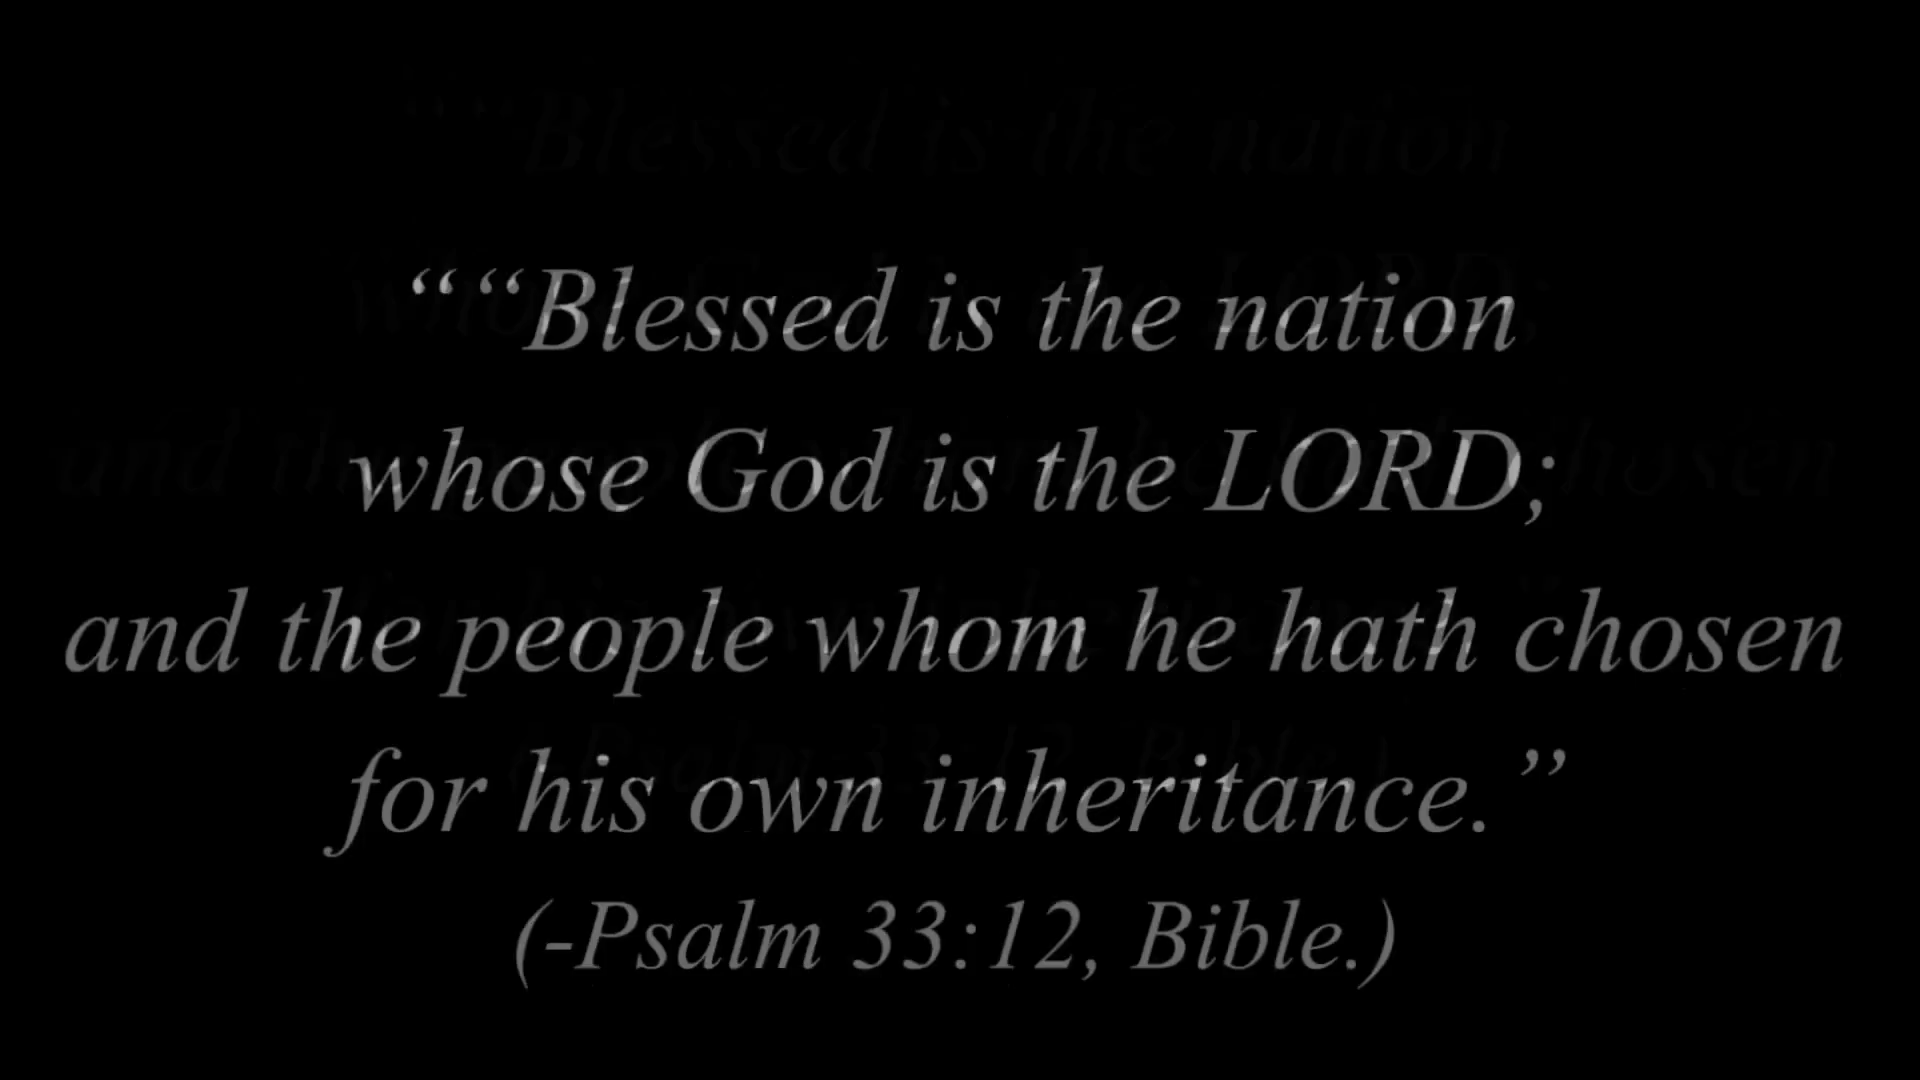 ““Blessed is the nation
whose God is the LORD;
and the people whom he hath chosen
for his own inheritance.”
(-Psalm 33:12, Bible.)